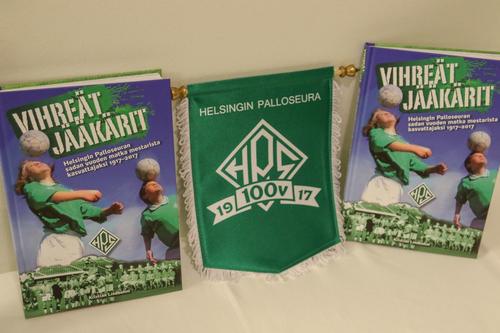 VIHREÄT
JÄÄKÄRIT
Helsingin Palloseuran
sadan vuoden matka mestarista
kasvattajaksi 1917-2017
HPS
HELSINGIN PALLOSEURA
HPS
100v
19 17
VIHREÄT
JÄÄKÄRIT
Helsingin Palloseuran
sadan vuoden matka mestarista
kasvattajaksi 1917-2017
HPS